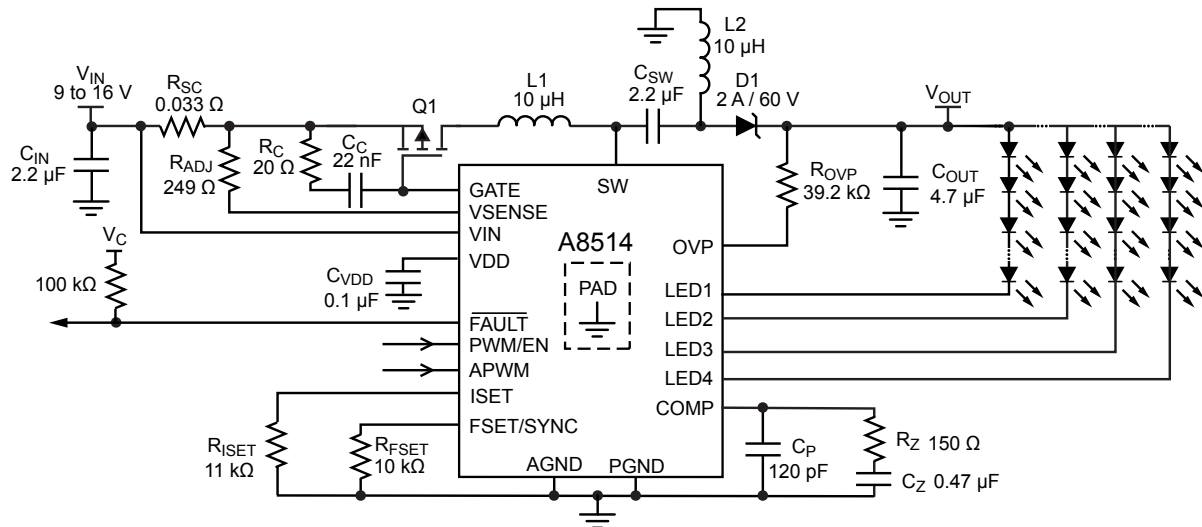 VIN
9 to 16 V
RSC
0.033 Ω
CIN
2.2 µF
RADJ
249 Ω
RC
20 Ω
CC
22 nF
Q1
L1
10 µH
CSW
2.2 µF
L2
10 µH
D1
2 A / 60 V
VOUT
ROVP
39.2 kΩ
COUT
4.7 µF
VC
100 kΩ
CVDD
0.1 µF
A8514
PAD
GATE
VSENSE
VIN
VDD
FAULT
PWM/EN
APWM
ISET
FSET/SYNC
AGND
PGND
SW
OVP
LED1
LED2
LED3
LED4
COMP
RISET
11 kΩ
RFSET
10 kΩ
CP
120 pF
RZ 150 Ω
CZ 0.47 µF